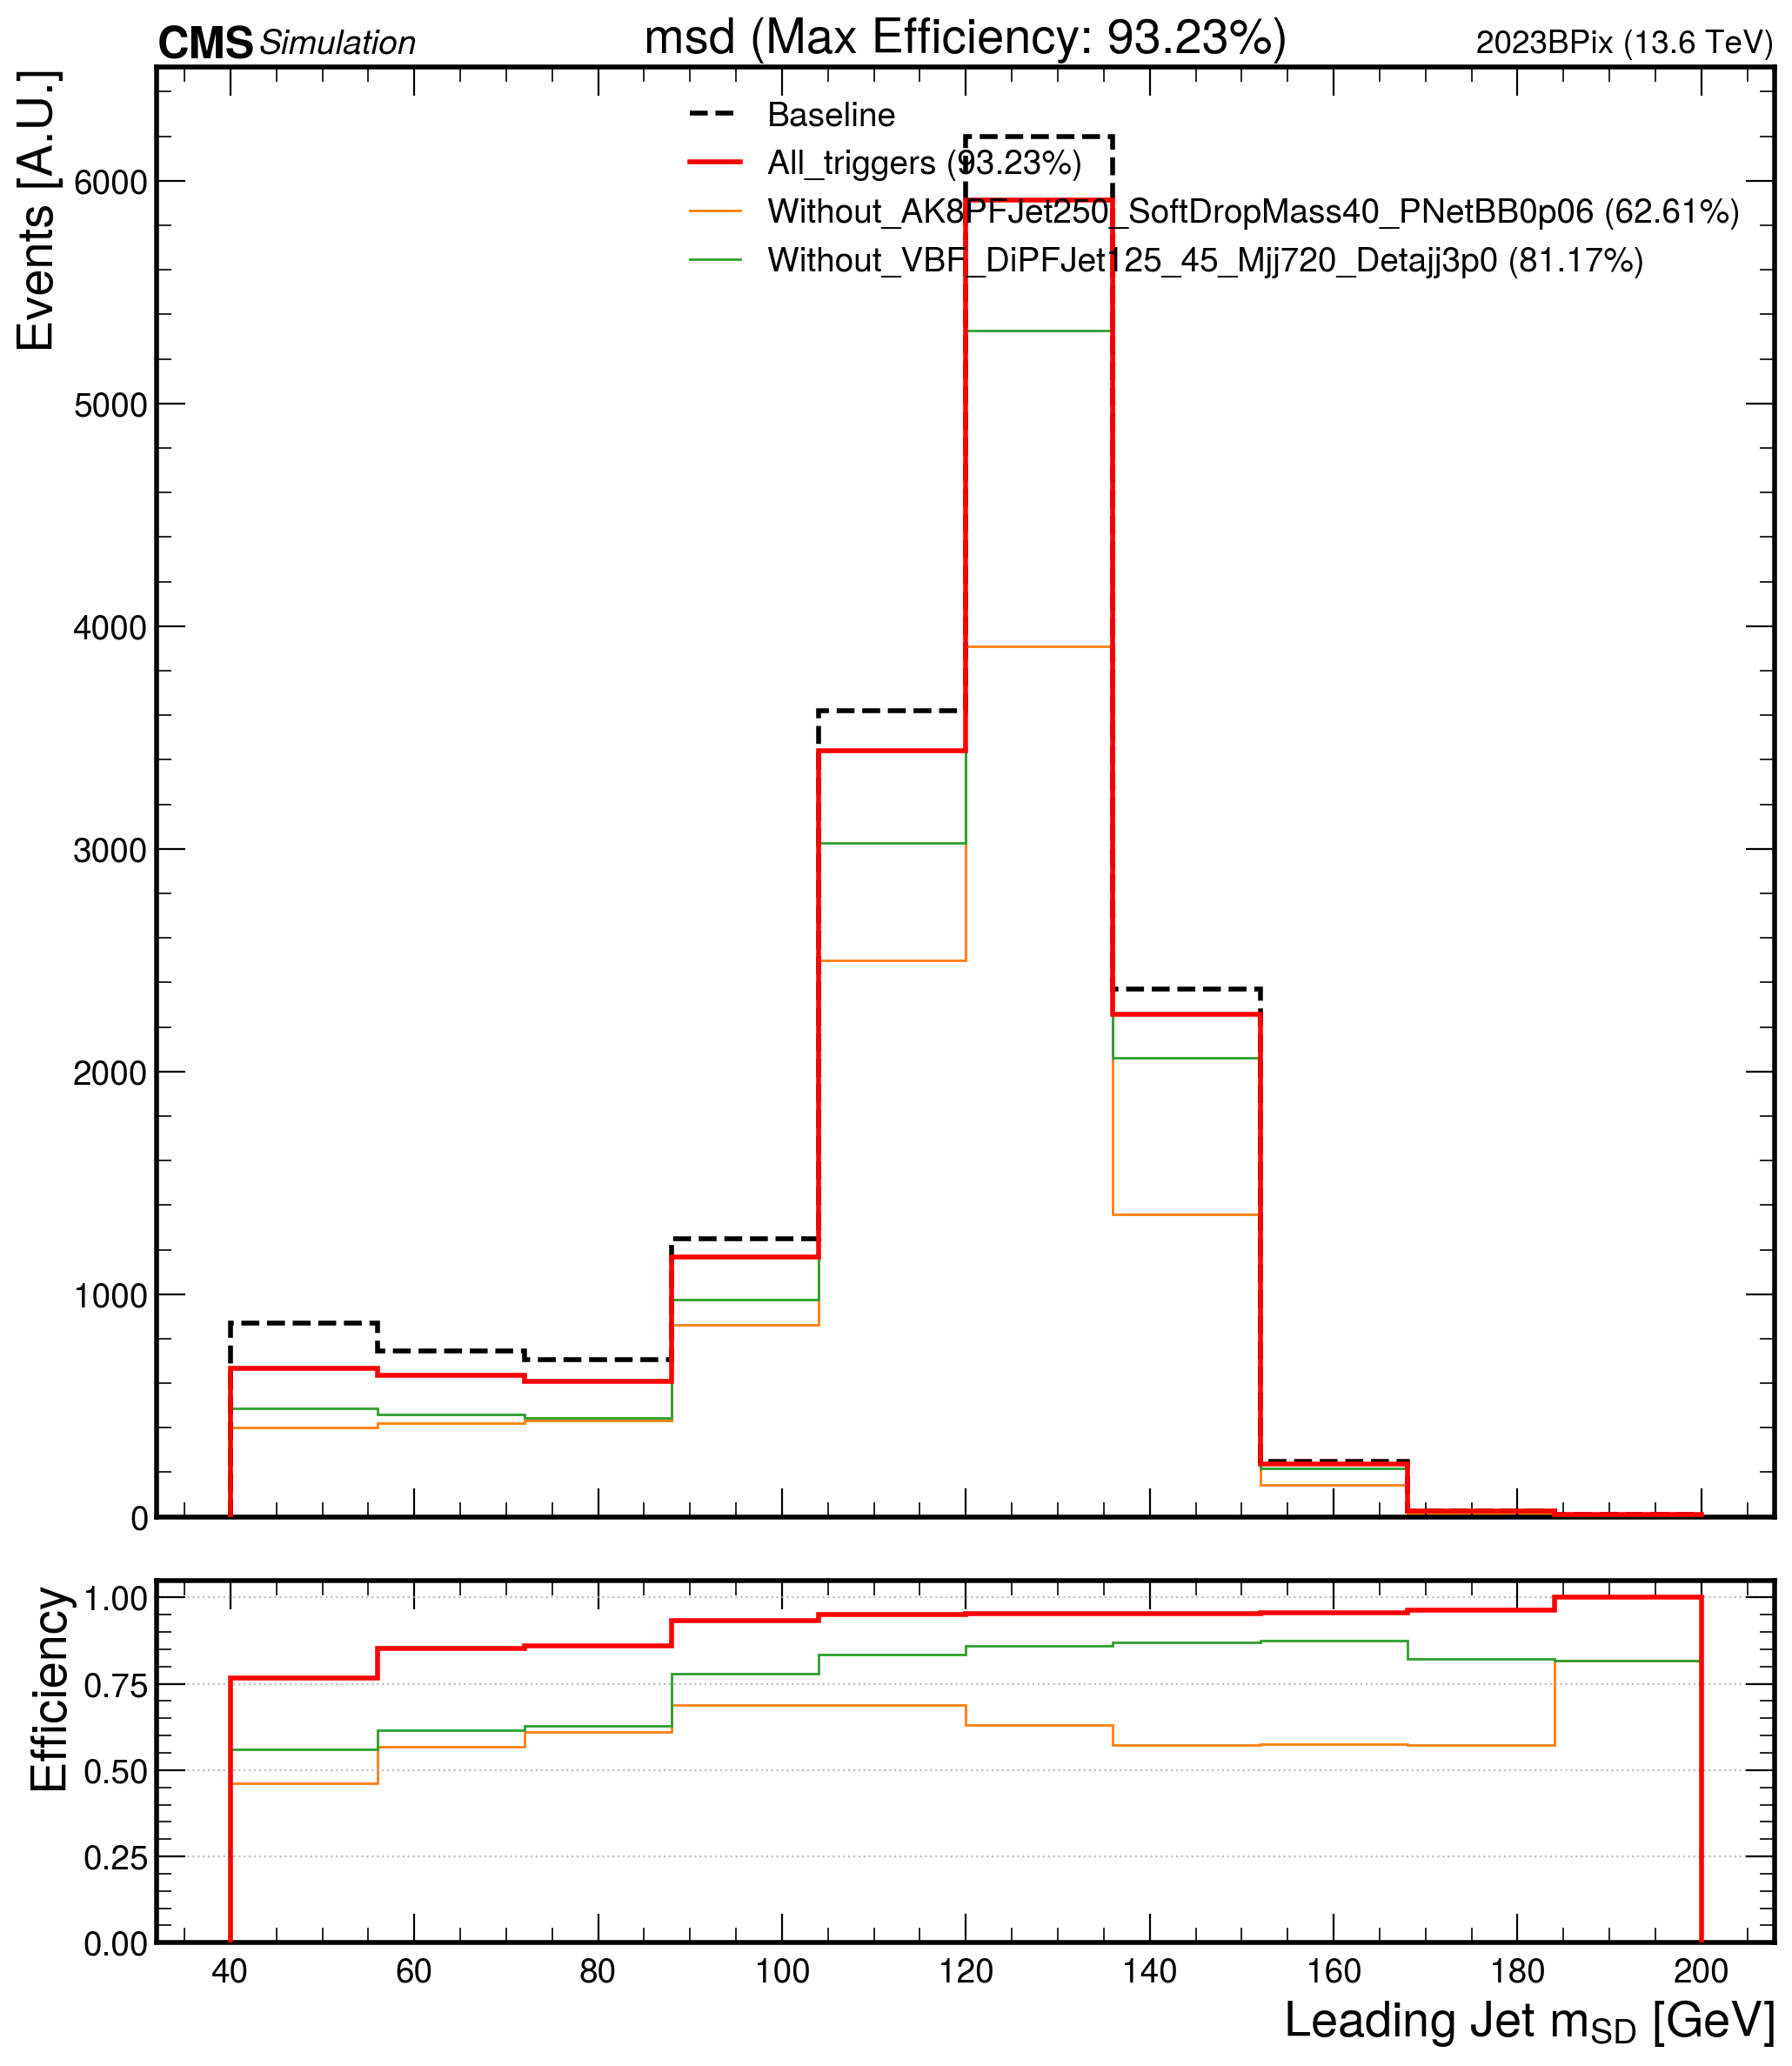 CMS Simulation msd (Max Efficiency: 93.23%) 2023BPix (13.6 TeV)
Events [A.U.]
Baseline
All_triggers (93.23%)
Without_AK8PFJet250_SoftDropMass40_PNetBB0p06 (62.61%)
Without_VBF_DiPFJet125_45_Mjj720_Detajj3p0 (81.17%)
6000
5000
4000
3000
2000
1000
0
Efficiency
1.00
0.75
0.50
0.25
0.00
40 60 80 100 120 140 160 180 200
Leading Jet m_SD [GeV]